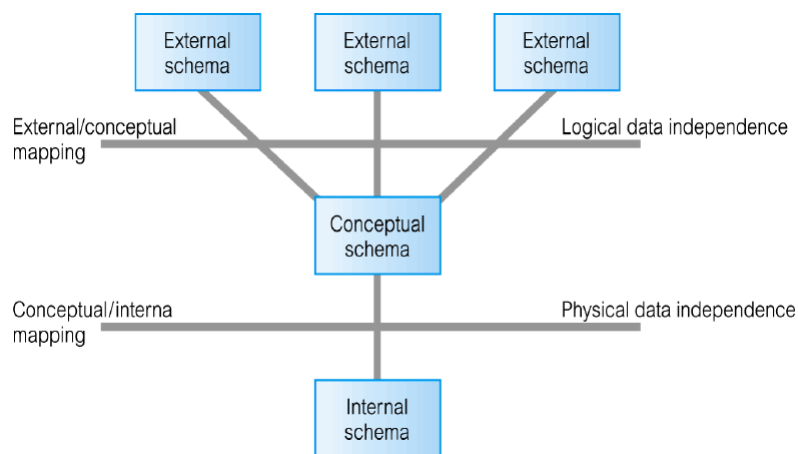 External
schema
External
schema
External
schema
External/conceptual
mapping
Logical data independence
Conceptual
schema
Conceptual/interna
mapping
Physical data independence
Internal
schema